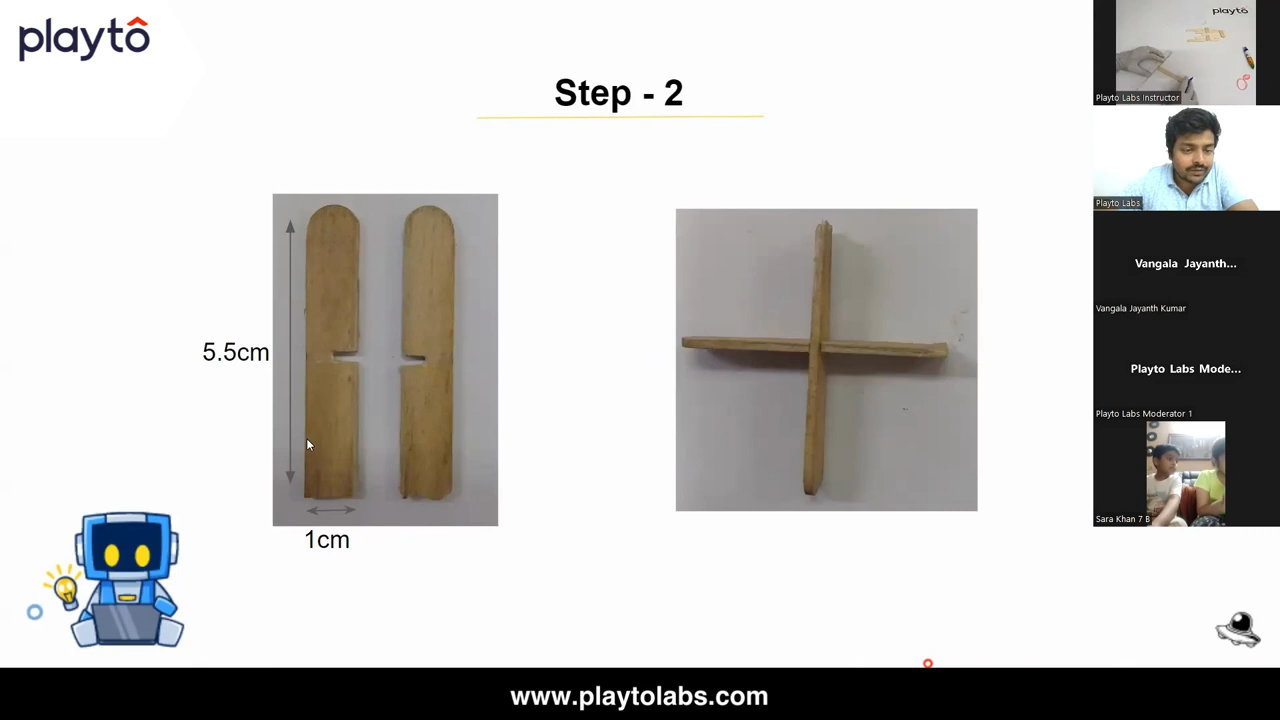 playtô
Step - 2
5.5cm
1cm
www.playtolabs.com
playtô
Playto Labs Instructor
Playto Labs
Vangala Jayanth...
Vangala Jayanth Kumar
Playto Labs Mode...
Playto Labs Moderator 1
Sara Khan 7 B